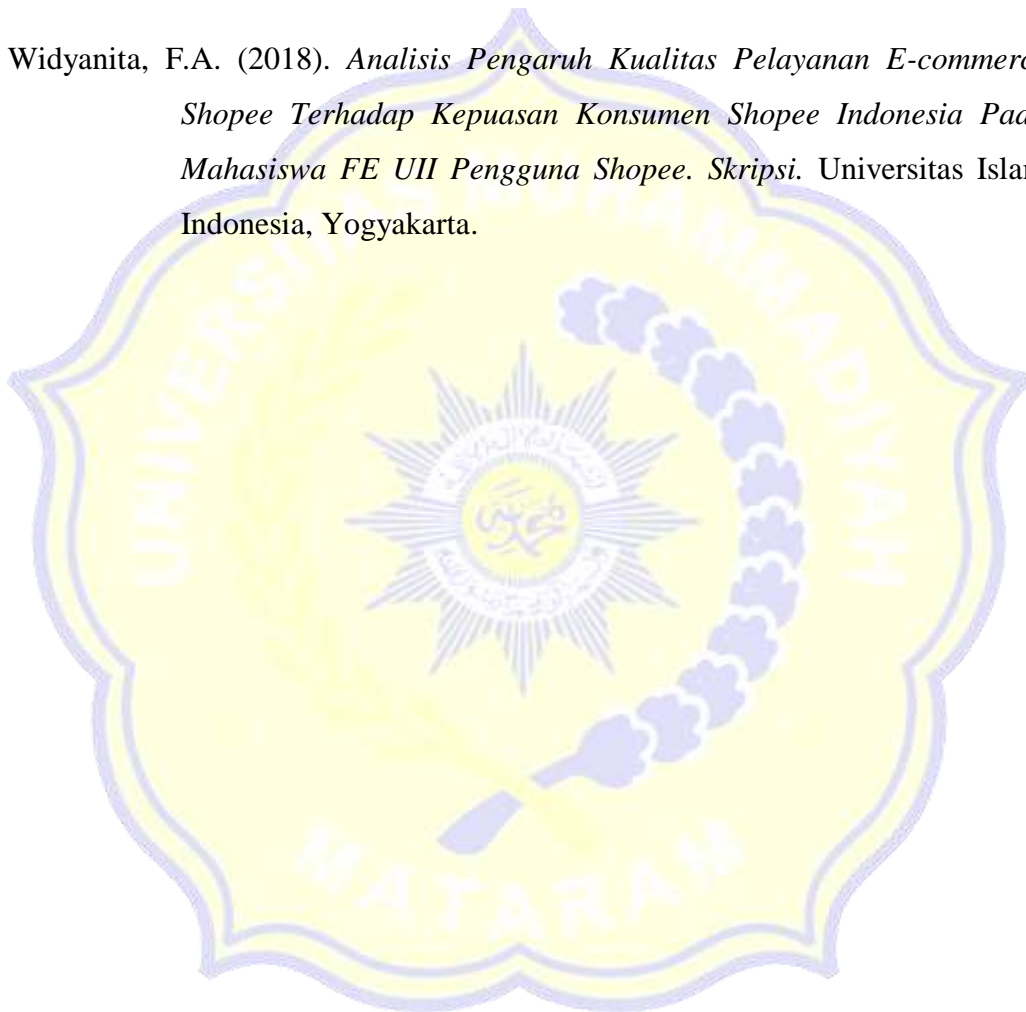 Widyanita, F.A. (2018). Analisis Pengaruh Kualitas Pelayanan E-commerc
Shopee Terhadap Kepuasan Konsumen Shopee Indonesia Pad
Mahasiswa FE UII Pengguna Shopee. Skripsi. Universitas Islam
Indonesia, Yogyakarta.
UNIVERSITAS MUHAMMADIYAH
MATARAM